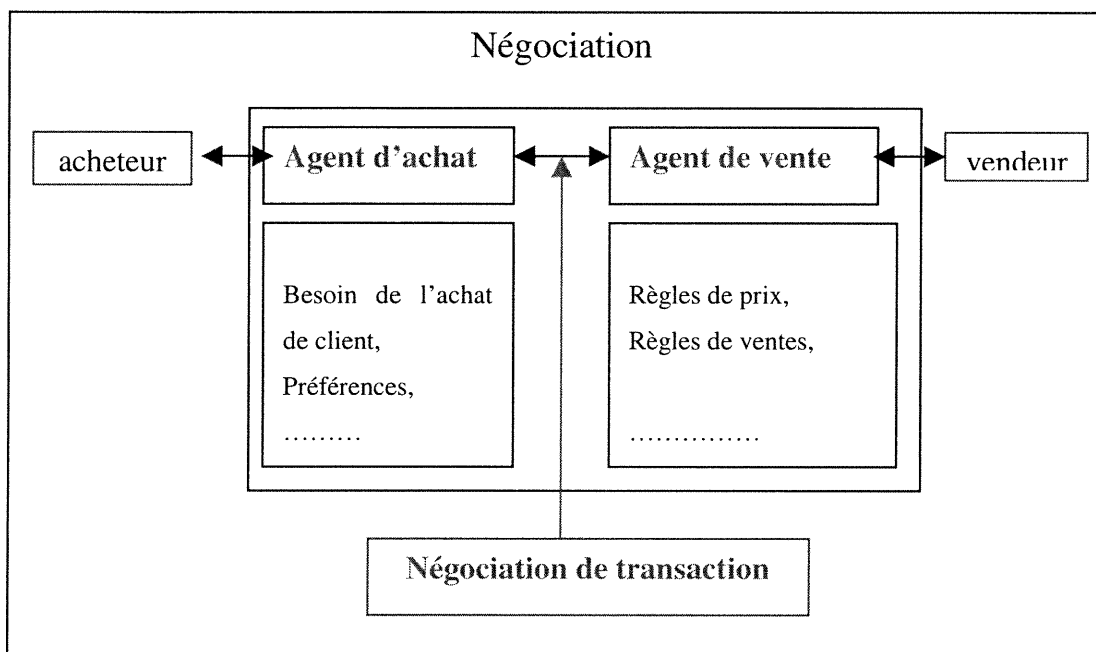 Négociation
acheteur
Agent d’achat
Agent de vente
vendeur
Besoin de l’achat
de client,
Préférences,
………
Règles de prix,
Règles de ventes,
……………
Négociation de transaction